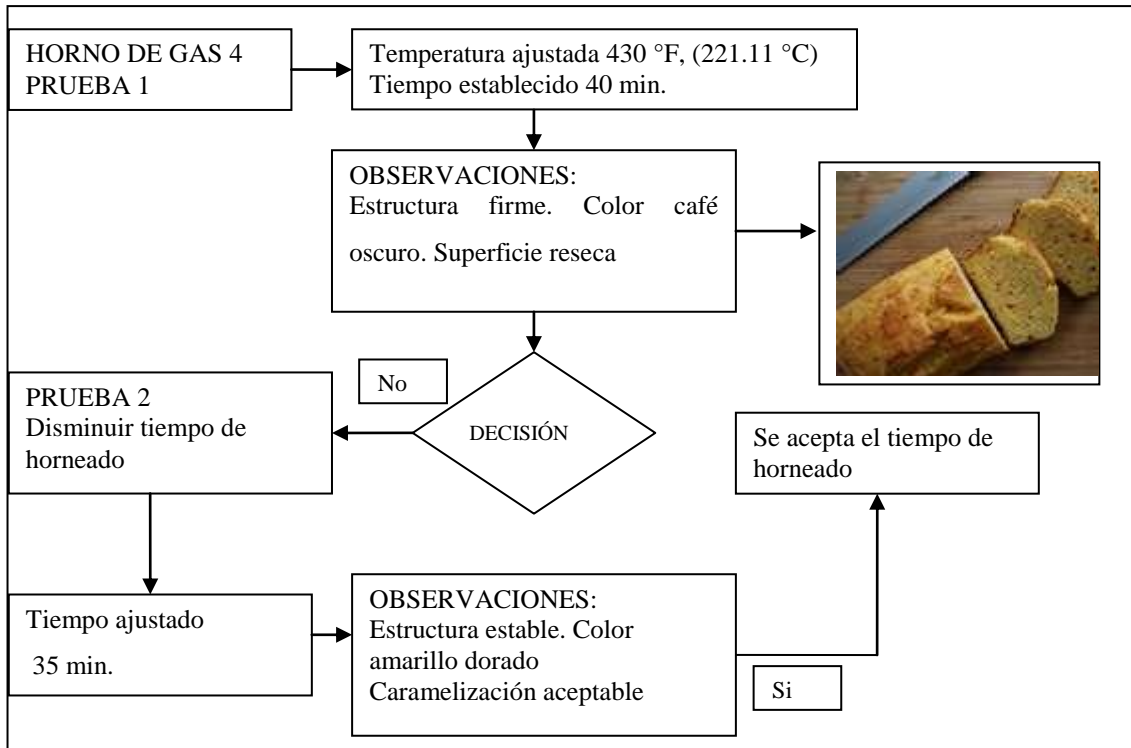 HORNO DE GAS 4
PRUEBA 1
Temperatura ajustada 430 °F, (221.11 °C)
Tiempo establecido 40 min.
OBSERVACIONES:
Estructura firme. Color café
oscuro. Superficie reseca
No
DECISIÓN
PRUEBA 2
Disminuir tiempo de
horneado
Se acepta el tiempo de
horneado
Tiempo ajustado
35 min.
OBSERVACIONES:
Estructura estable. Color
amarillo dorado
Caramelización aceptable
Si